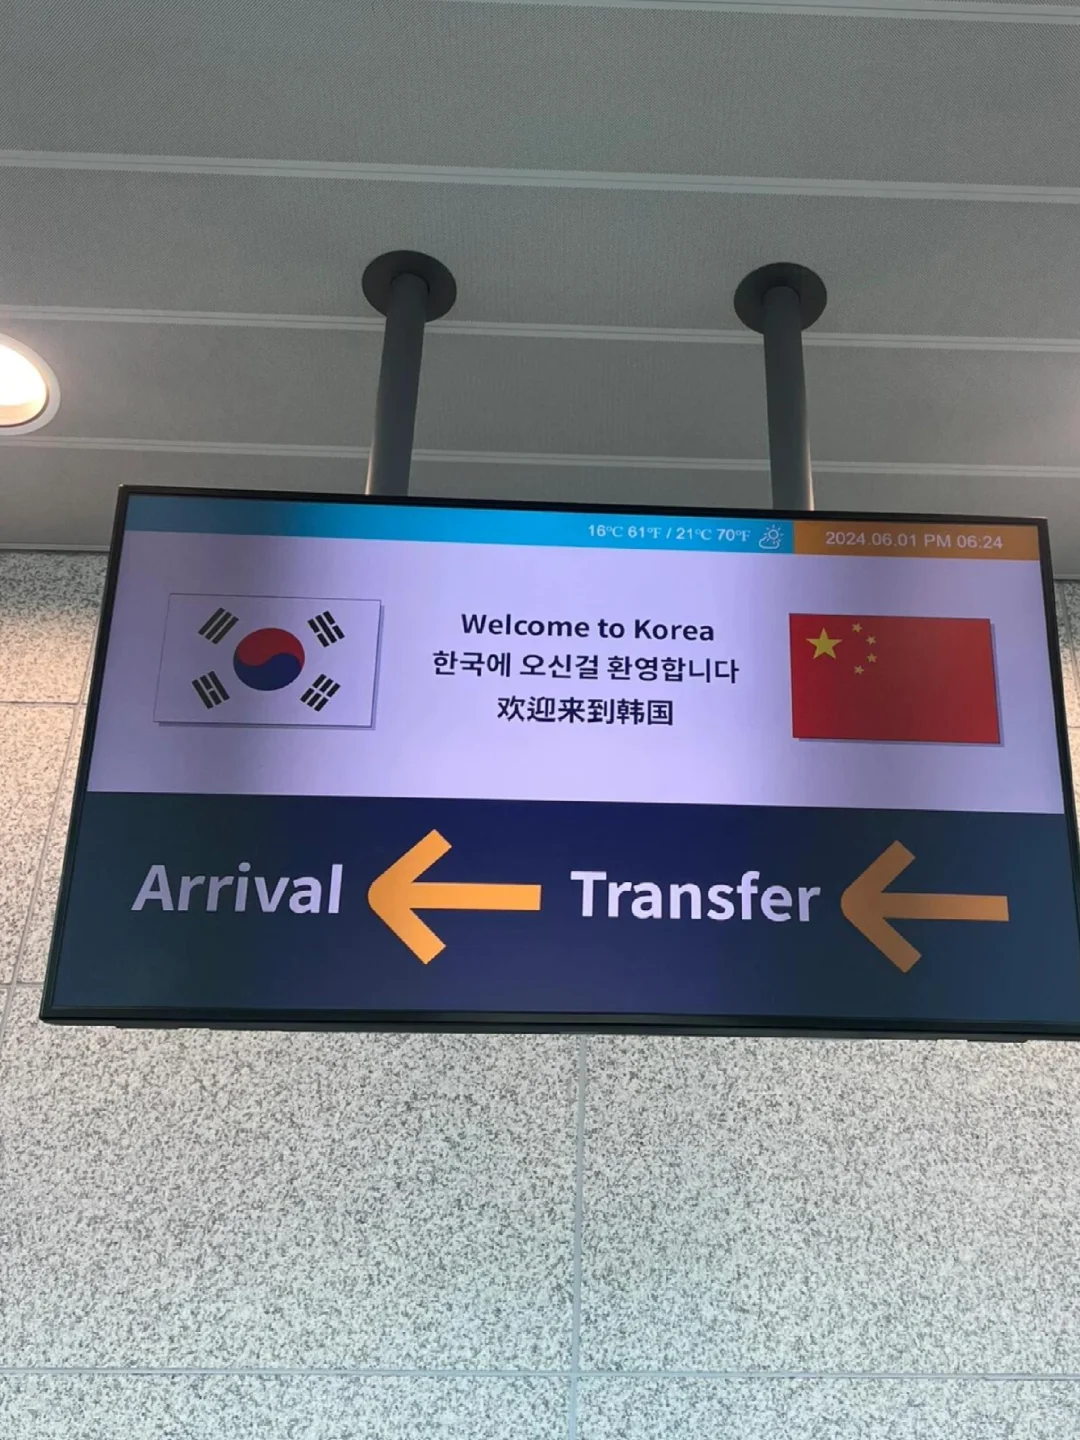 16℃ 61℉ / 21℃ 70℉
2024.06.01 PM 06:24
Welcome to Korea
한국에 오신걸 환영합니다
欢迎来到韩国
Arrival
Transfer